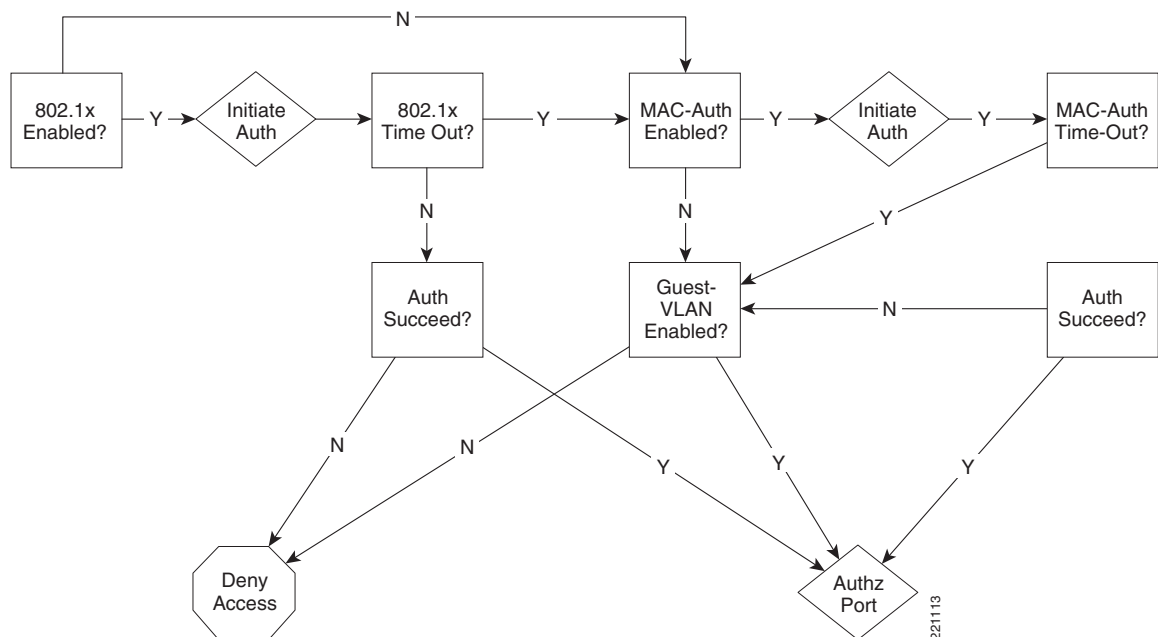 N
802.1x
Enabled?
Y
Initiate
Auth
802.1x
Time Out?
Y
MAC-Auth
Enabled?
Y
Initiate
Auth
Y
MAC-Auth
Time-Out?
N
N
Y
Auth
Succeed?
Guest-
VLAN
Enabled?
N
Auth
Succeed?
N
N
Y
Y
Y
Deny
Access
Authz
Port
221113